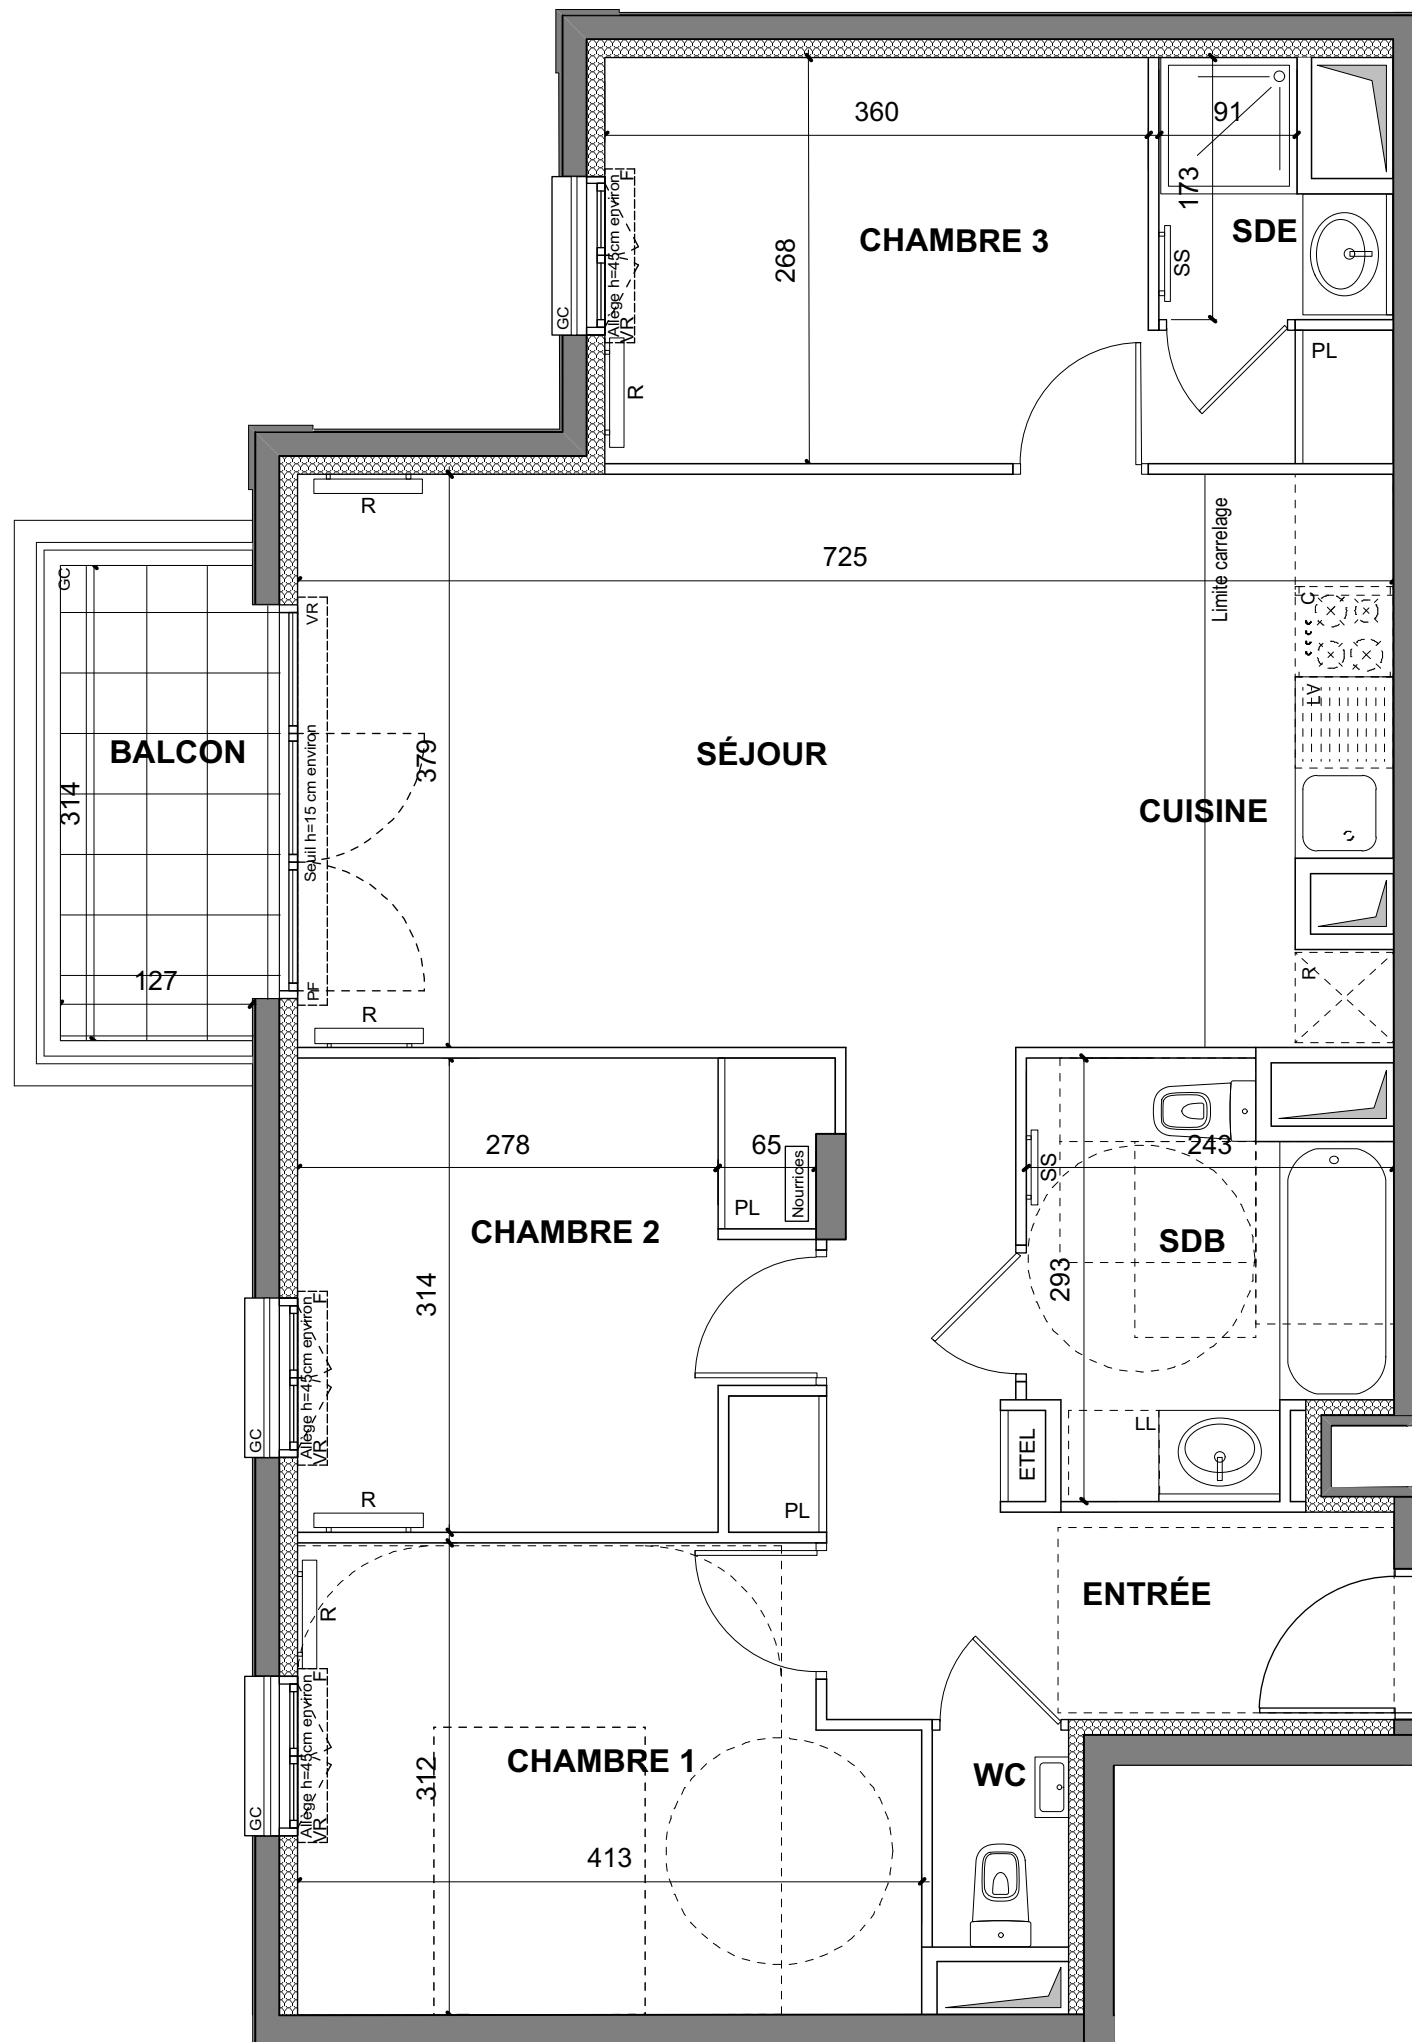 360
91
173
CHAMBRE 3
SDE
268
SS
Allège h=45cm environ
F
VR
GC
R
PL
R
725
Limite carrelage
GC
VR
C
LV
BALCON
379
SÉJOUR
Seuil h=15 cm environ
314
CUISINE
127
PF
R
R
278
65
Nourrices
PL
243
SS
CHAMBRE 2
SDB
293
314
Allège h=45cm environ
F
VR
GC
LL
ETEL
R
PL
ENTRÉE
R
Allège h=45cm environ
F
VR
GC
CHAMBRE 1
312
WC
413